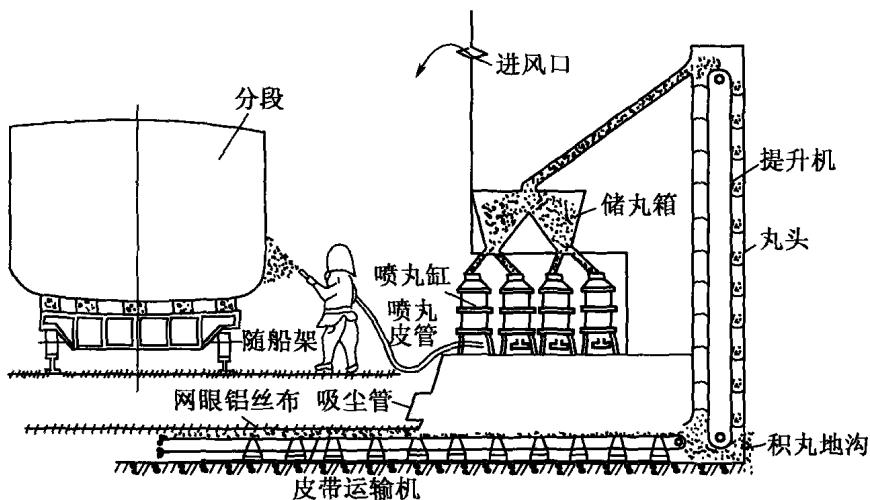 进风口
分段
提升机
储丸箱
丸头
喷丸缸
喷丸
皮管
随船架
网眼铝丝布
吸尘管
积丸地沟
皮带运输机